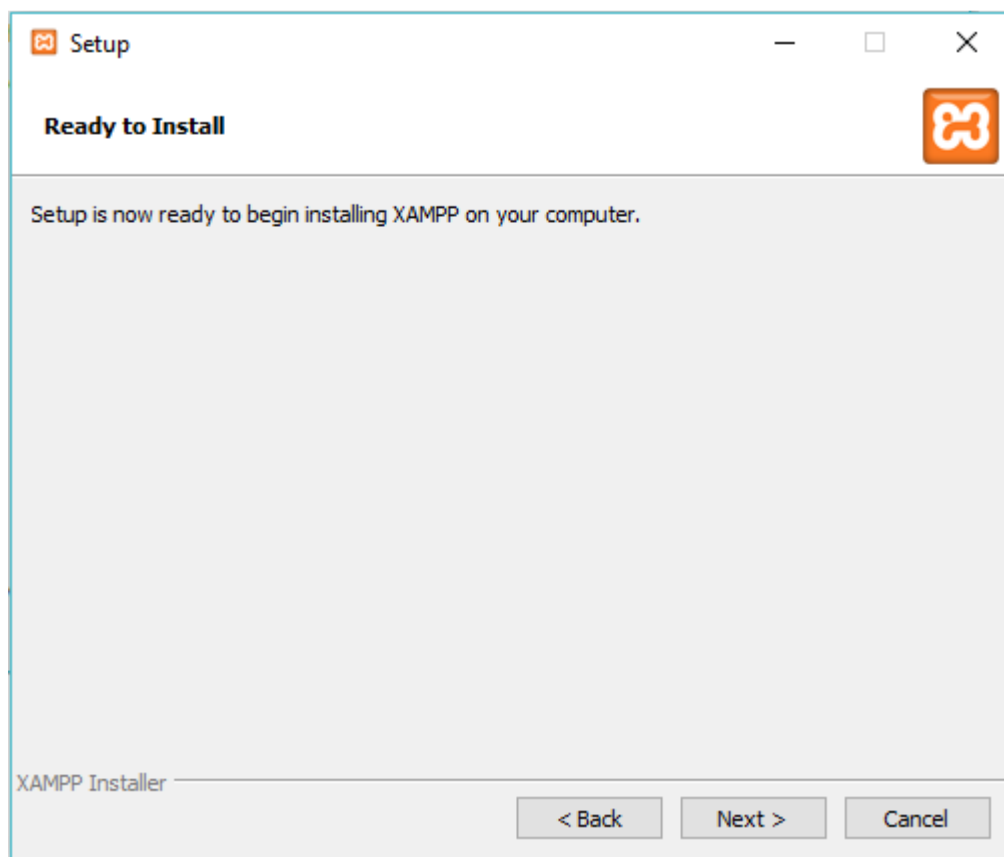 Setup
Ready to Install
Setup is now ready to begin installing XAMPP on your computer.
XAMPP Installer
< Back Next > Cancel